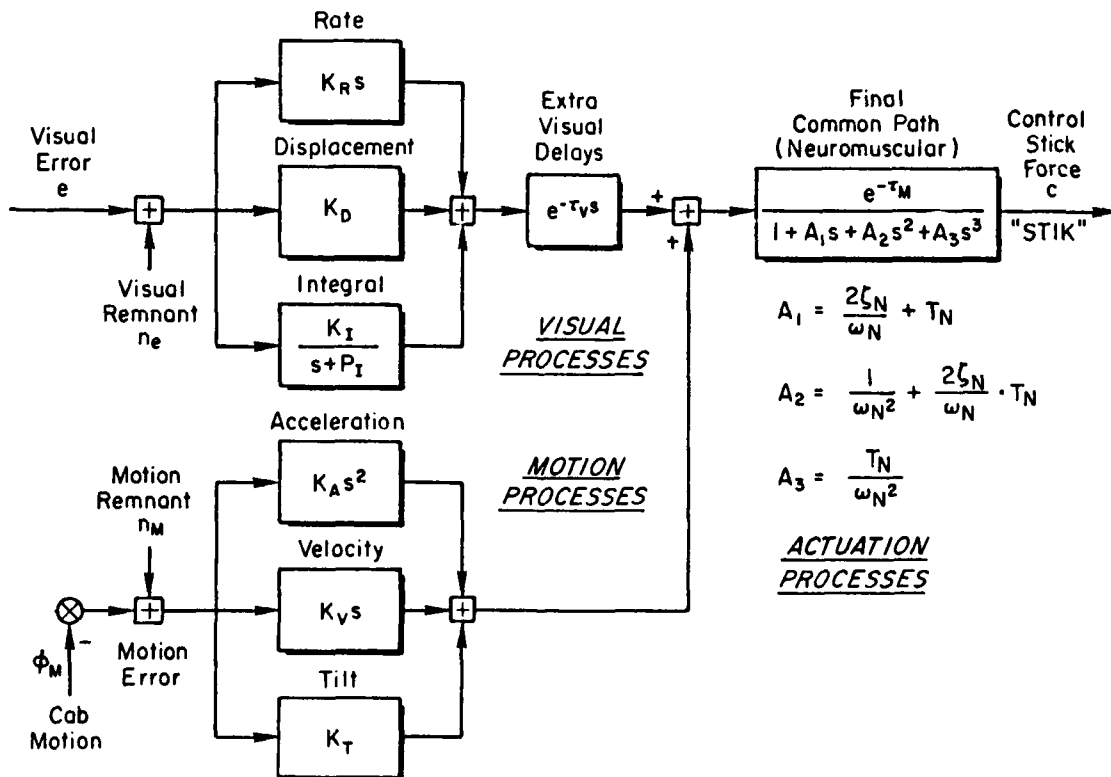 Rate
K_R s
Visual
Error
e
+
Visual
Remnant
n_e
Displacement
K_D
+
Integral
K_I
s+P_I
Extra
Visual
Delays
e^{-τ_V s}
+
+
+
VISUAL
PROCESSES
Final
Common Path
(Neuromuscular)
e^{-τ_M}
1+A_1 s+A_2 s^2+A_3 s^3
Control
Stick
Force
c
"STIK"
A_1 = 2ζ_N/ω_N + T_N
A_2 = 1/ω_N^2 + 2ζ_N/ω_N · T_N
A_3 = T_N/ω_N^2
ACTUATION
PROCESSES
Acceleration
K_A s^2
MOTION
PROCESSES
Motion
Remnant
n_M
Velocity
K_V s
+
+
-
ϕ_M
Motion
Error
Cab
Motion
Tilt
K_T